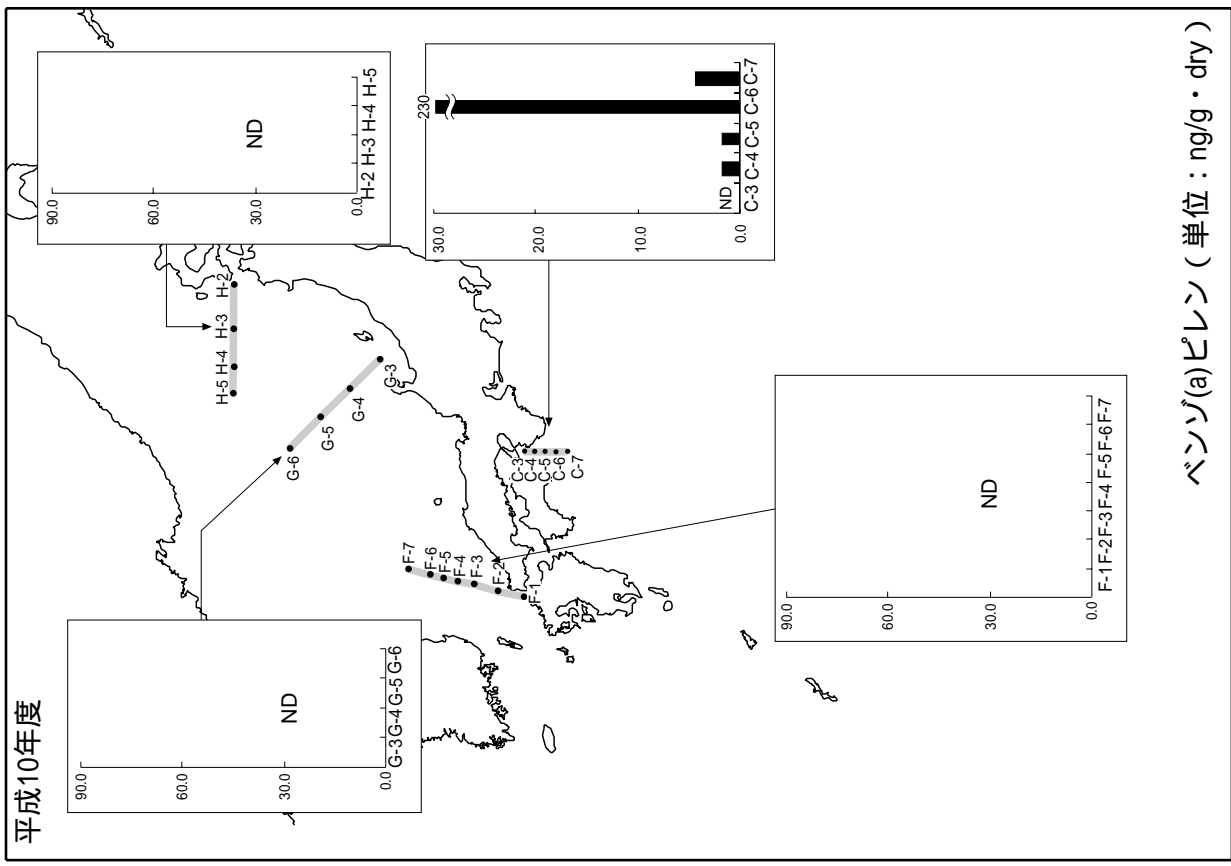 平成10年度
90.0
60.0
30.0
0.0
ND
H-2 H-3 H-4 H-5
30.0
20.0
10.0
0.0
230
ND
C-3 C-4 C-5 C-6 C-7
90.0
60.0
30.0
0.0
ND
G-3 G-4 G-5 G-6
90.0
60.0
30.0
0.0
ND
F-1 F-2 F-3 F-4 F-5 F-6 F-7
H-5
H-4
H-3
H-2
G-6
G-5
G-4
G-3
F-7
F-6
F-5
F-4
F-3
F-2
F-1
C-3
C-4
C-5
C-6
C-7
ベンゾ(a)ピレン（単位：ng/g・dry）